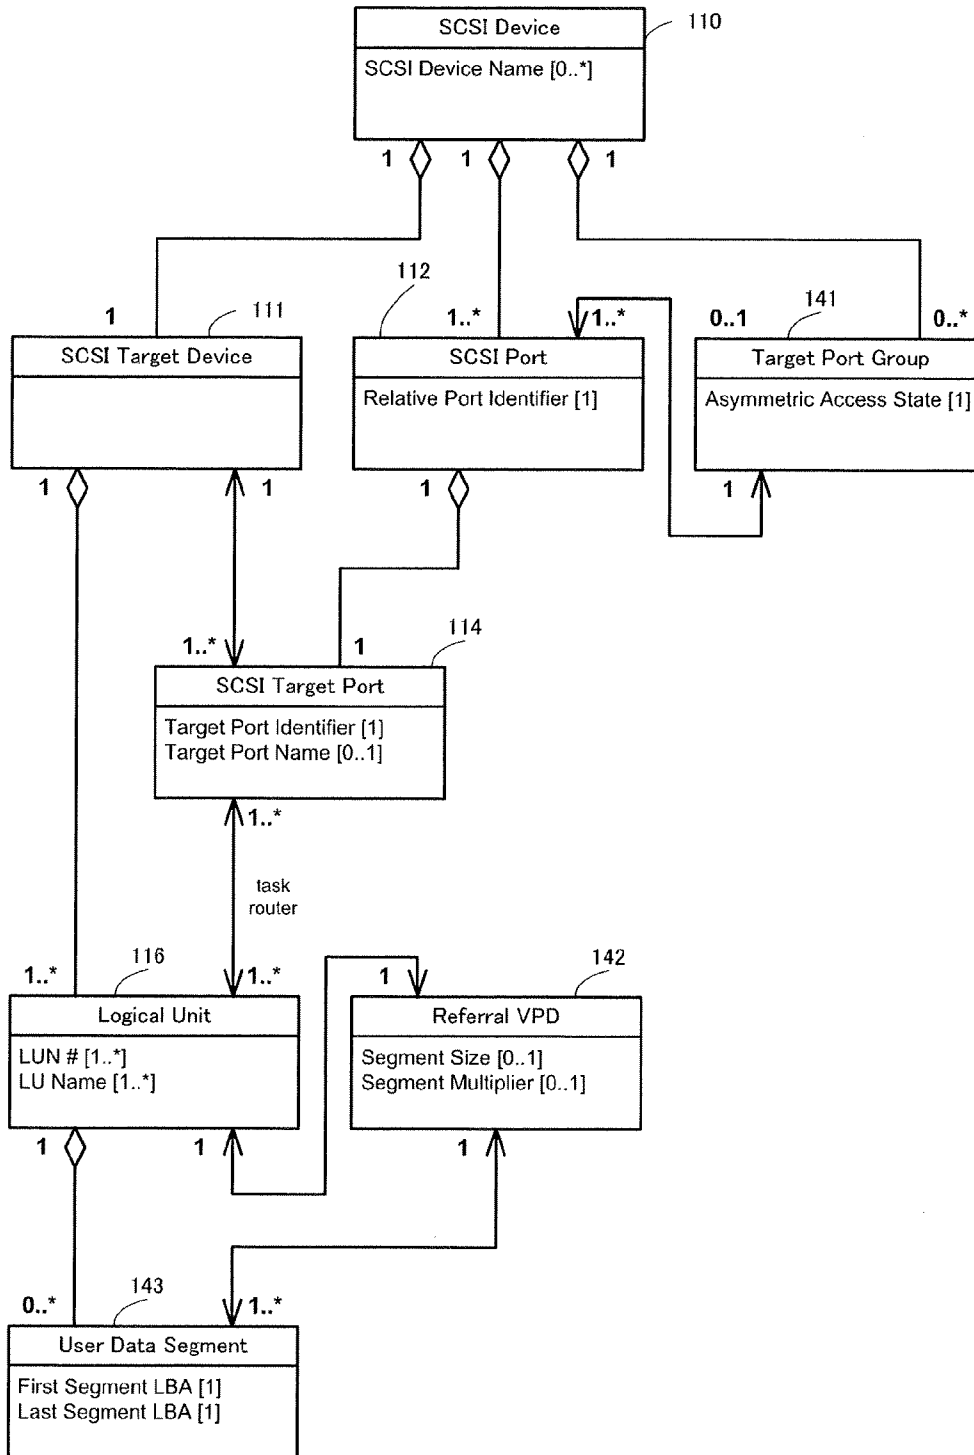 SCSI Device
110
SCSI Device Name [0..*]
1
1
1
1
111
112
1..*
1..*
0..1
141
0..*
SCSI Target Device
SCSI Port
Target Port Group
Relative Port Identifier [1]
Asymmetric Access State [1]
1
1
1
1
1..*
1
114
SCSI Target Port
Target Port Identifier [1]
Target Port Name [0..1]
1..*
task
router
1..*
116
1..*
1
142
Logical Unit
Referral VPD
LUN # [1..*]
LU Name [1..*]
Segment Size [0..1]
Segment Multiplier [0..1]
1
1
1
0..*
143
1..*
User Data Segment
First Segment LBA [1]
Last Segment LBA [1]